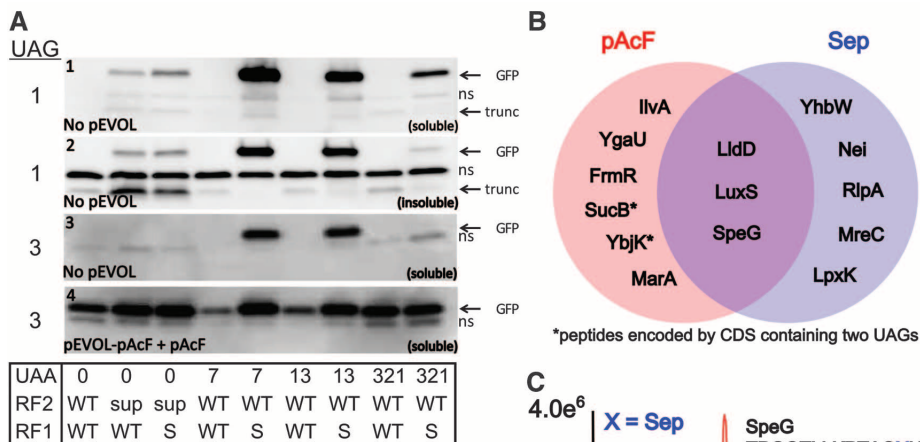 A
UAG
1
GFP
1
ns
trunc
No pEVOL
(soluble)
2
GFP
1
ns
trunc
No pEVOL
(insoluble)
3
GFP
ns
3
No pEVOL
(soluble)
4
GFP
3
ns
pEVOL-pAcF + pAcF
(soluble)
UAA 0 0 0 7 7 13 13 321 321
RF2 WT sup sup WT WT WT WT WT WT
RF1 WT WT S WT S WT S WT S
B
pAcF
Sep
IlvA
YgaU
FrmR
SucB*
YbjK*
MarA
LldD
LuxS
SpeG
YhbW
Nei
RlpA
MreC
LpxK
*peptides encoded by CDS containing two UAGs
C
4.0e6
X = Sep
SpeG